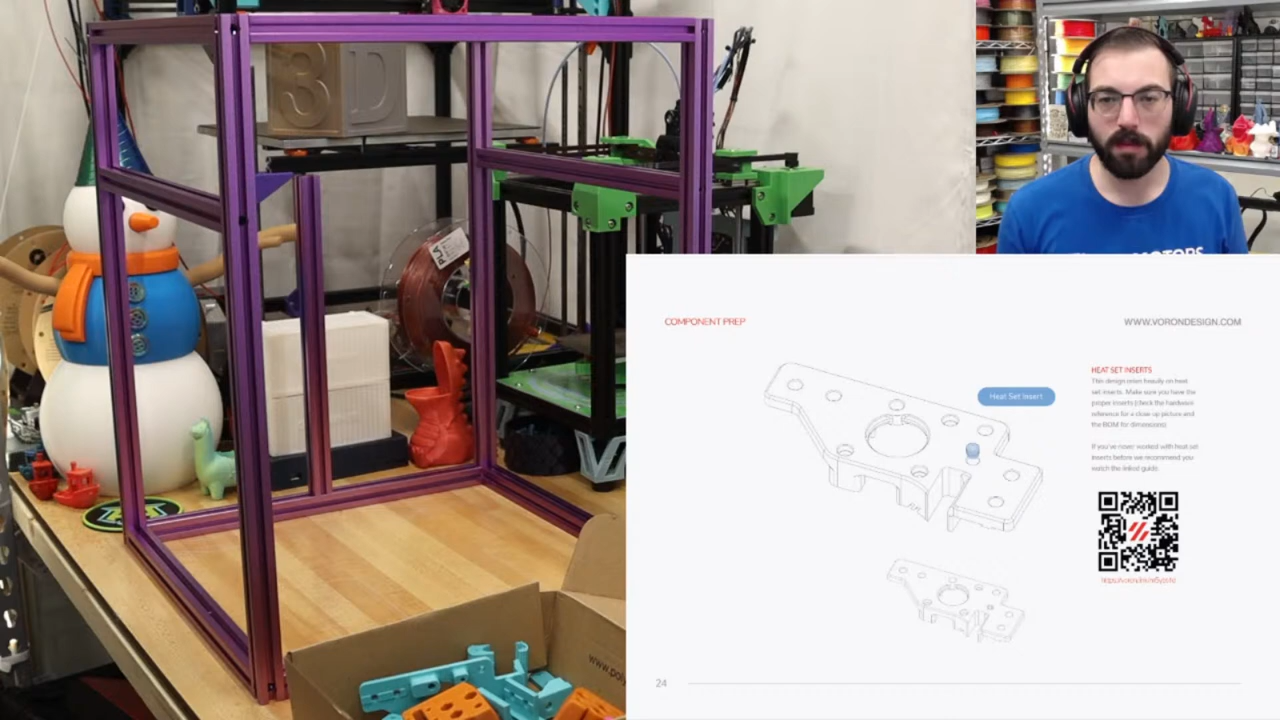 3D
PLA
www.poly
COMPONENT PREP
WWW.VORONDESIGN.COM
Heat Set Insert
HEAT SET INSERTS
This design relies heavily on heat
set inserts. Make sure you have the
proper inserts (check the hardware
reference for a close up picture and
the BOM for dimensions).
If you've never worked with heat set
inserts before we recommend you
watch the linked guide.
24